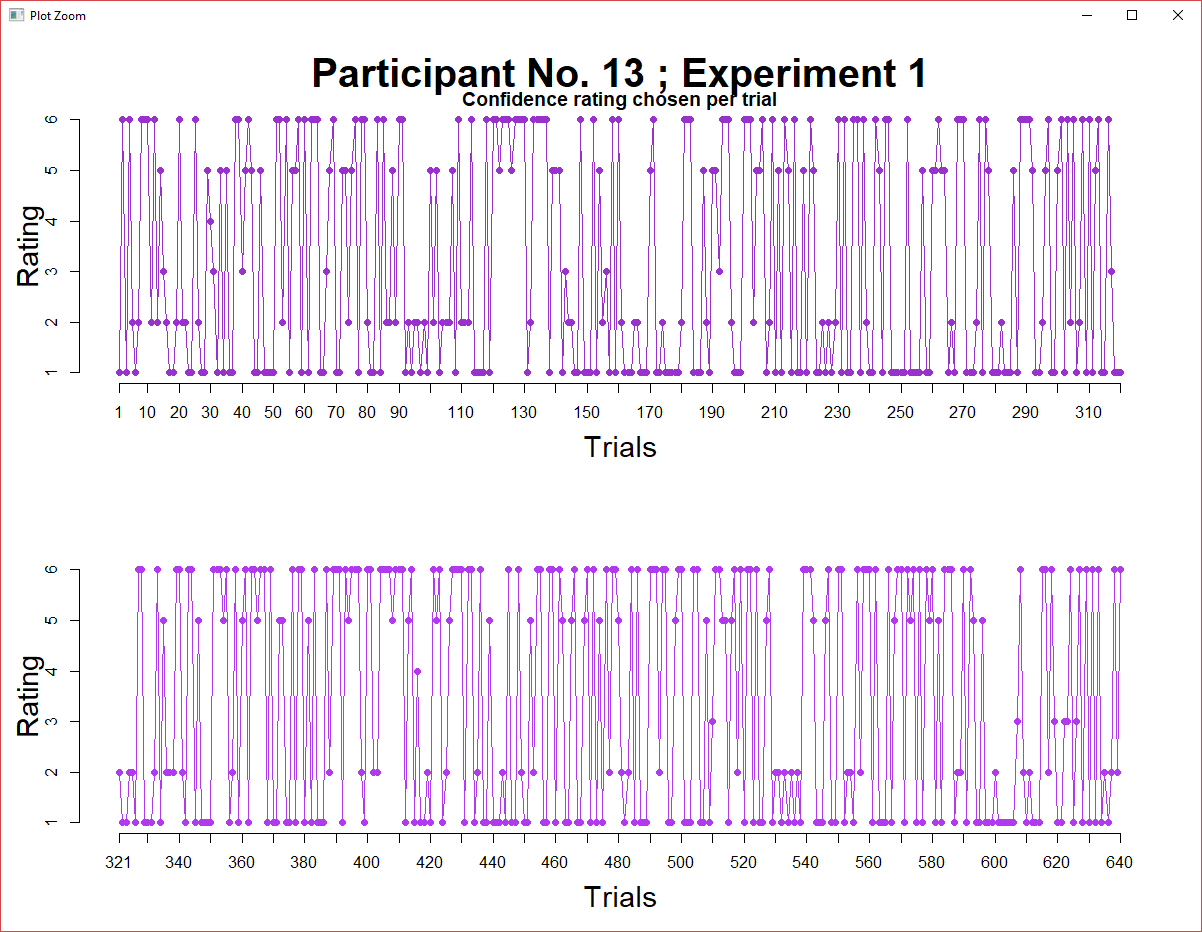 Plot Zoom
Participant No. 13 ; Experiment 1
Confidence rating chosen per trial
Rating
6
5
4
3
2
1
1 10 20 30 40 50 60 70 80 90 110 130 150 170 190 210 230 250 270 290 310
Trials
Rating
6
5
4
3
2
1
321 340 360 380 400 420 440 460 480 500 520 540 560 580 600 620 640
Trials